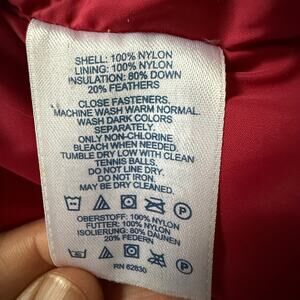 SHELL: 100% NYLON
LINING: 100% NYLON
INSULATION: 80% DOWN
20% FEATHERS
CLOSE FASTENERS.
MACHINE WASH WARM NORMAL.
WASH DARK COLORS
SEPARATELY.
ONLY NON-CHLORINE
BLEACH WHEN NEEDED.
TUMBLE DRY LOW WITH CLEAN
TENNIS BALLS.
DO NOT LINE DRY.
DO NOT IRON.
MAY BE DRY CLEANED.
P
OBERSTOFF: 100% NYLON
FUTTER: 100% NYLON
ISOLIERUNG: 80% DAUNEN
20% FEDERN
P
RN 62830